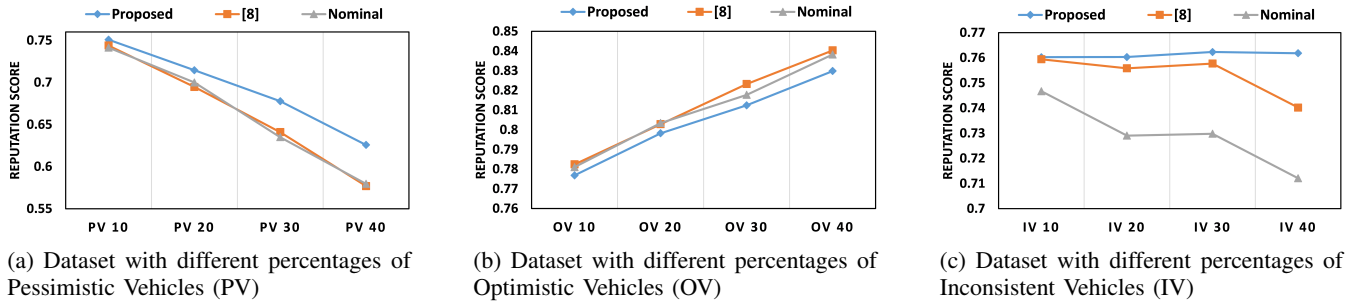 Proposed [8] Nominal
REPUTATION SCORE
0.75
0.7
0.65
0.6
0.55
PV 10 PV 20 PV 30 PV 40
(a) Dataset with different percentages of
Pessimistic Vehicles (PV)
Proposed [8] Nominal
REPUTATION SCORE
0.85
0.84
0.83
0.82
0.81
0.8
0.79
0.78
0.77
0.76
OV 10 OV 20 OV 30 OV 40
(b) Dataset with different percentages of
Optimistic Vehicles (OV)
Proposed [8] Nominal
REPUTATION SCORE
0.77
0.76
0.75
0.74
0.73
0.72
0.71
0.7
IV 10 IV 20 IV 30 IV 40
(c) Dataset with different percentages of
Inconsistent Vehicles (IV)